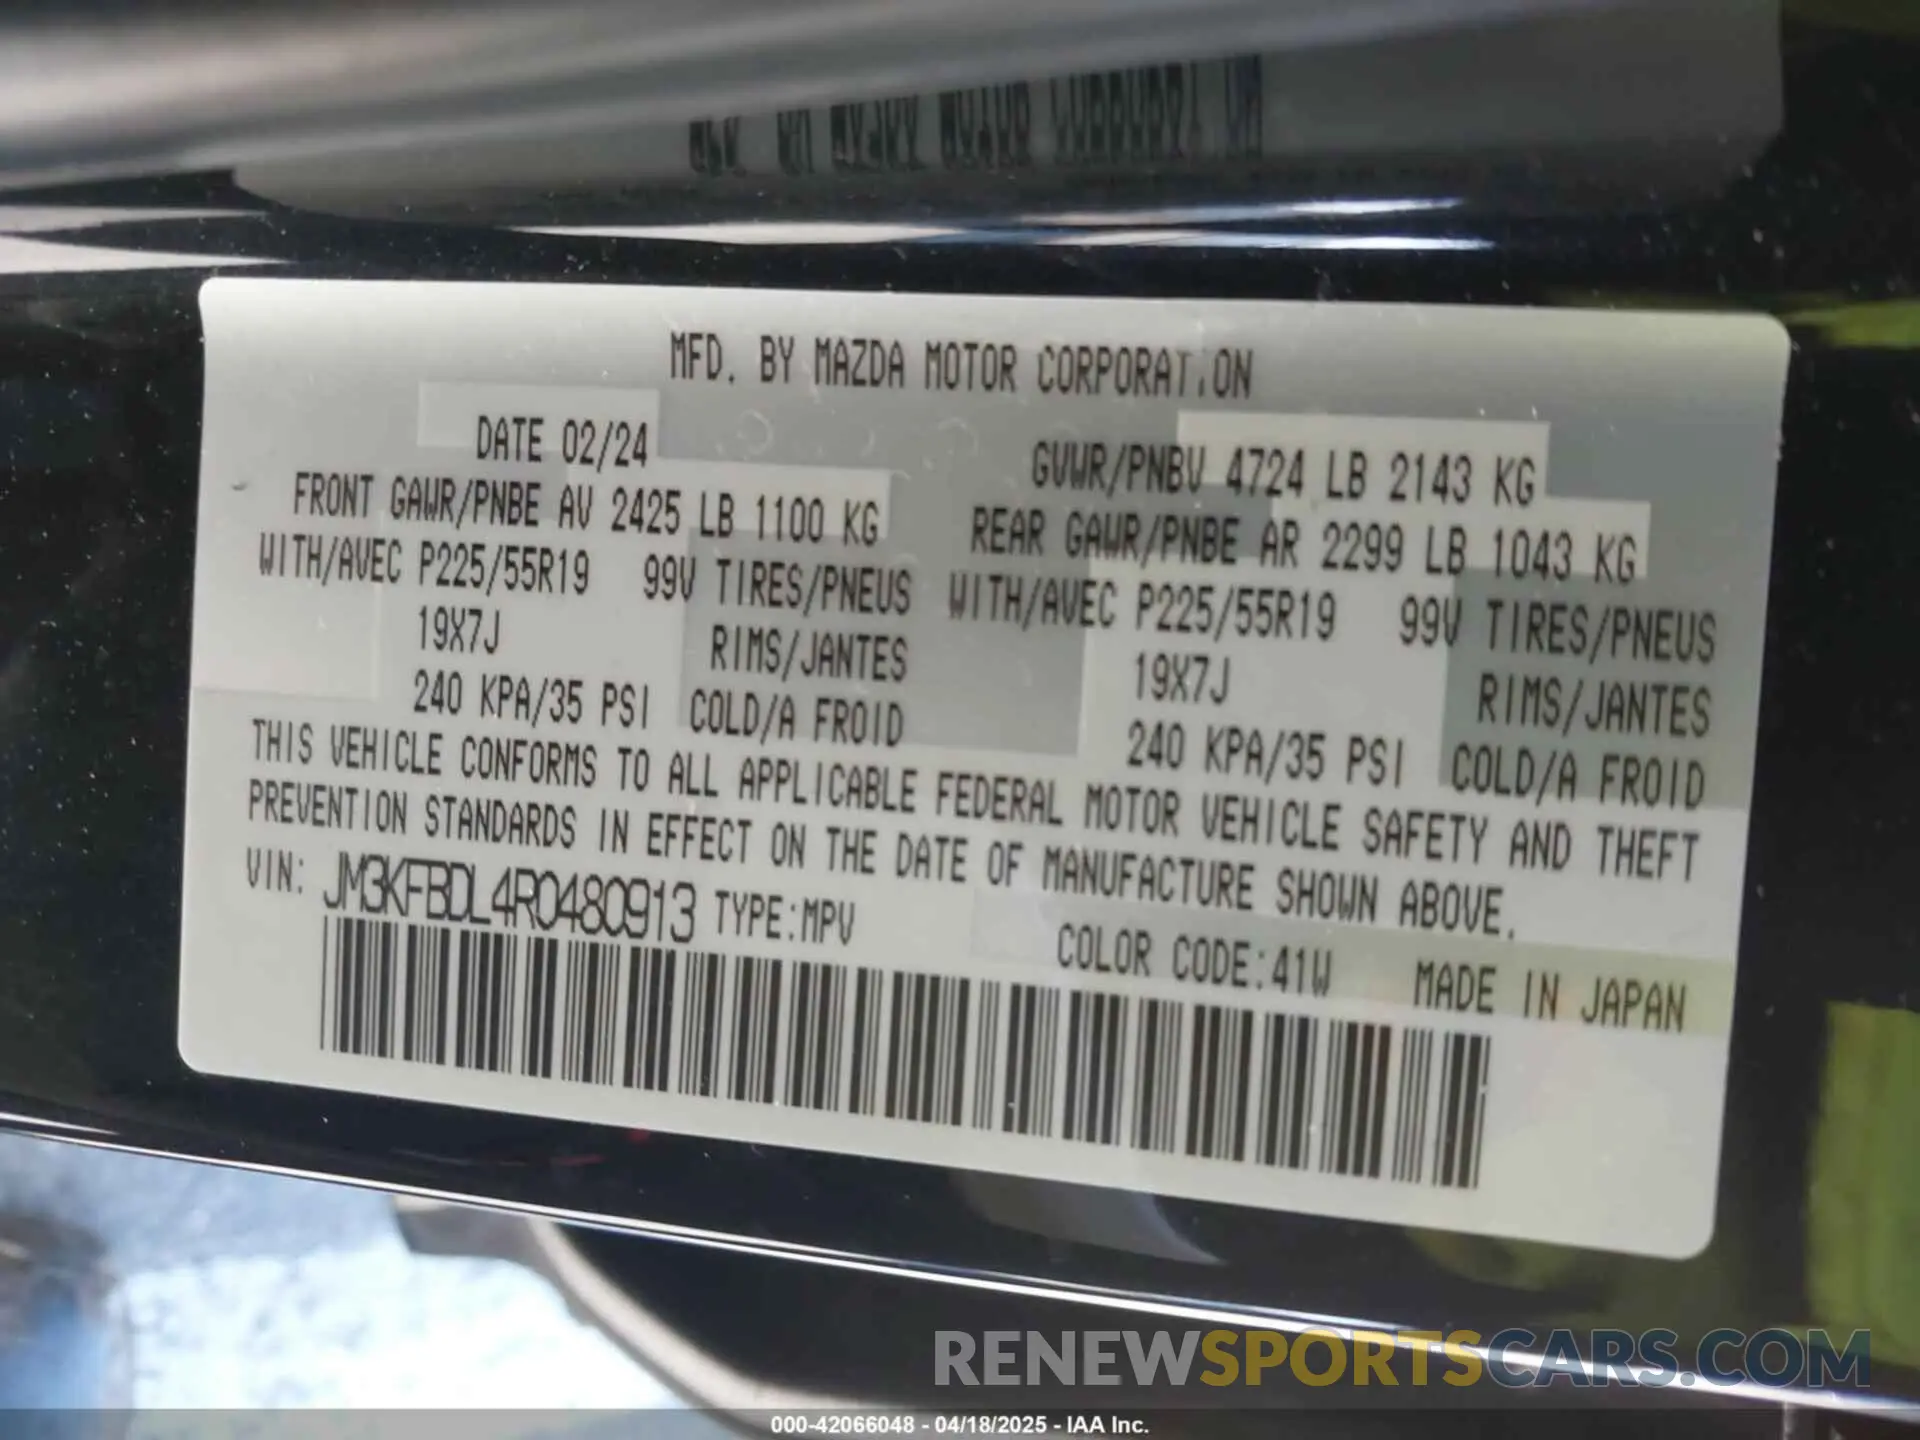 MFD. BY MAZDA MOTOR CORPORATION
DATE 02/24 GVWR/PNBV 4724 LB 2143 KG
FRONT GAWR/PNBE AV 2425 LB 1100 KG REAR GAWR/PNBE AR 2299 LB 1043 KG
WITH/AVEC P225/55R19 99V TIRES/PNEUS WITH/AVEC P225/55R19 99V TIRES/PNEUS
19X7J RIMS/JANTES 19X7J RIMS/JANTES
240 KPA/35 PSI COLD/A FROID 240 KPA/35 PSI COLD/A FROID
THIS VEHICLE CONFORMS TO ALL APPLICABLE FEDERAL MOTOR VEHICLE SAFETY AND THEFT
PREVENTION STANDARDS IN EFFECT ON THE DATE OF MANUFACTURE SHOWN ABOVE.
VIN: JM3KFBDL4R0480913 TYPE:MPV COLOR CODE:41W MADE IN JAPAN
RENEWSPORTSCARS.COM
000-42066048 - 04/18/2025 - IAA Inc.